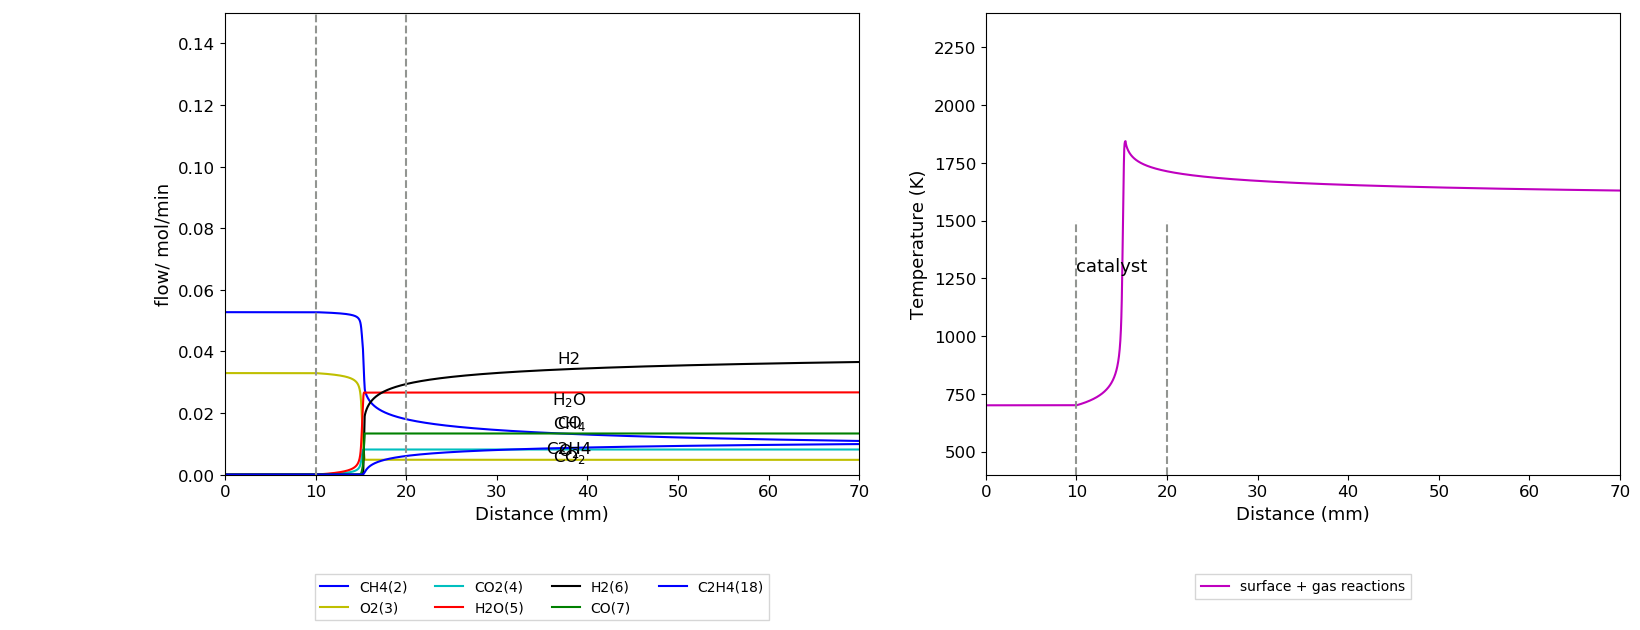 flow/ mol/min
0.14
0.12
0.10
0.08
0.06
0.04
0.02
0.00
H2
H₂O
CO
CH₄
C2H4
O₂
CO₂
0 10 20 30 40 50 60 70
Distance (mm)
CH4(2) CO2(4) H2(6) C2H4(18)
O2(3) H2O(5) CO(7)
Temperature (K)
2250
2000
1750
1500
1250
1000
750
500
catalyst
0 10 20 30 40 50 60 70
Distance (mm)
surface + gas reactions